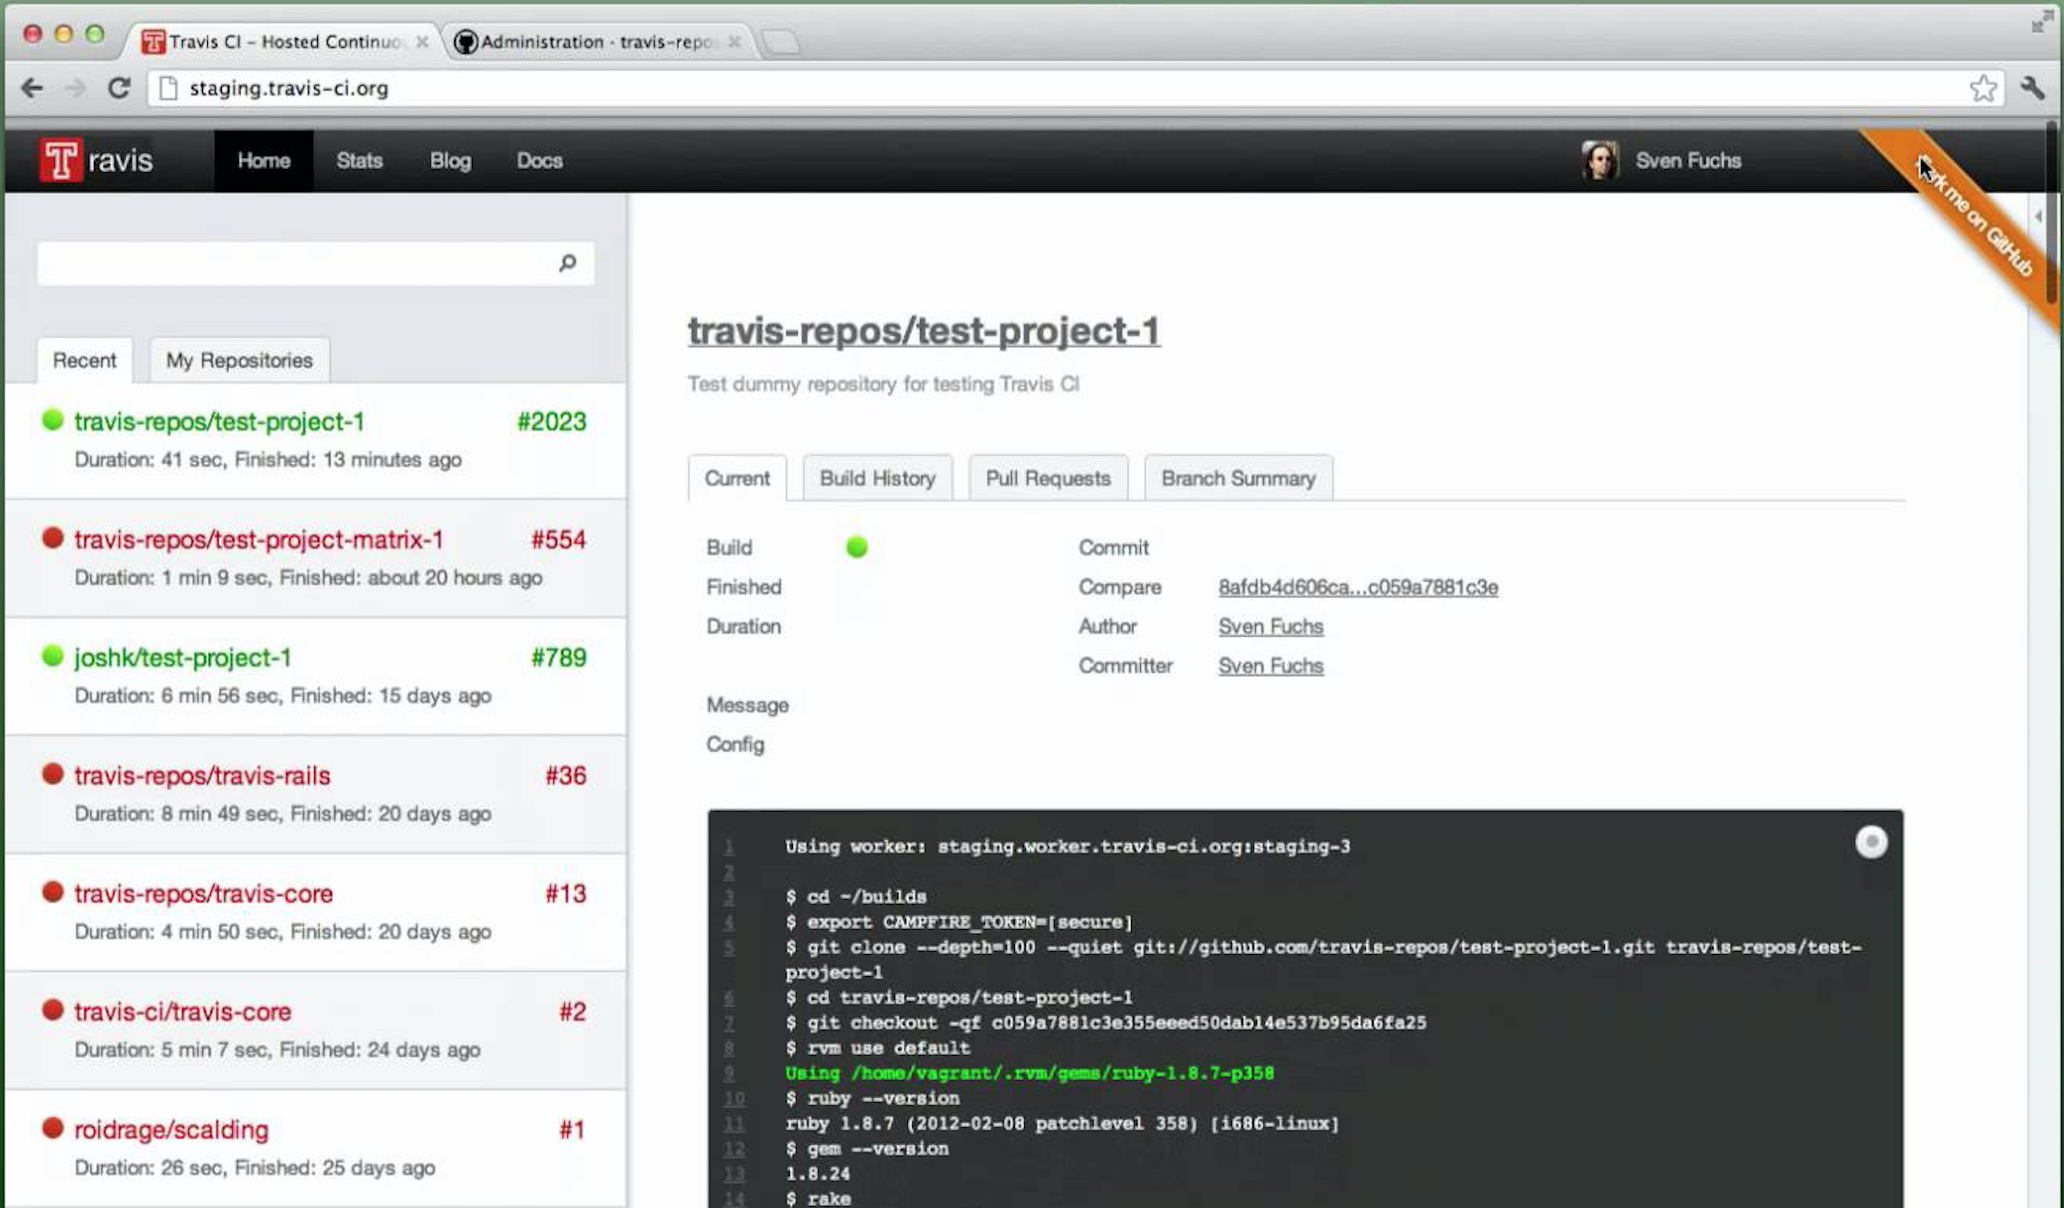 Travis CI - Hosted Continuo
Administration · travis-repo
staging.travis-ci.org
Travis
Home
Stats
Blog
Docs
Sven Fuchs
me on GitHub
Recent
My Repositories
travis-repos/test-project-1 #2023
Duration: 41 sec, Finished: 13 minutes ago
travis-repos/test-project-matrix-1 #554
Duration: 1 min 9 sec, Finished: about 20 hours ago
joshk/test-project-1 #789
Duration: 6 min 56 sec, Finished: 15 days ago
travis-repos/travis-rails #36
Duration: 8 min 49 sec, Finished: 20 days ago
travis-repos/travis-core #13
Duration: 4 min 50 sec, Finished: 20 days ago
travis-ci/travis-core #2
Duration: 5 min 7 sec, Finished: 24 days ago
roidrage/scalding #1
Duration: 26 sec, Finished: 25 days ago
travis-repos/test-project-1
Test dummy repository for testing Travis CI
Current
Build History
Pull Requests
Branch Summary
Build
Finished
Duration
Commit
Compare 8afdb4d606ca...c059a7881c3e
Author Sven Fuchs
Committer Sven Fuchs
Message
Config
1 Using worker: staging.worker.travis-ci.org:staging-3
2
3 $ cd ~/builds
4 $ export CAMPFIRE_TOKEN=[secure]
5 $ git clone --depth=100 --quiet git://github.com/travis-repos/test-project-1.git travis-repos/test-
project-1
6 $ cd travis-repos/test-project-1
7 $ git checkout -qf c059a7881c3e355eeed50dab14e537b95da6fa25
8 $ rvm use default
9 Using /home/vagrant/.rvm/gems/ruby-1.8.7-p358
10 $ ruby --version
11 ruby 1.8.7 (2012-02-08 patchlevel 358) [i686-linux]
12 $ gem --version
13 1.8.24
14 $ rake